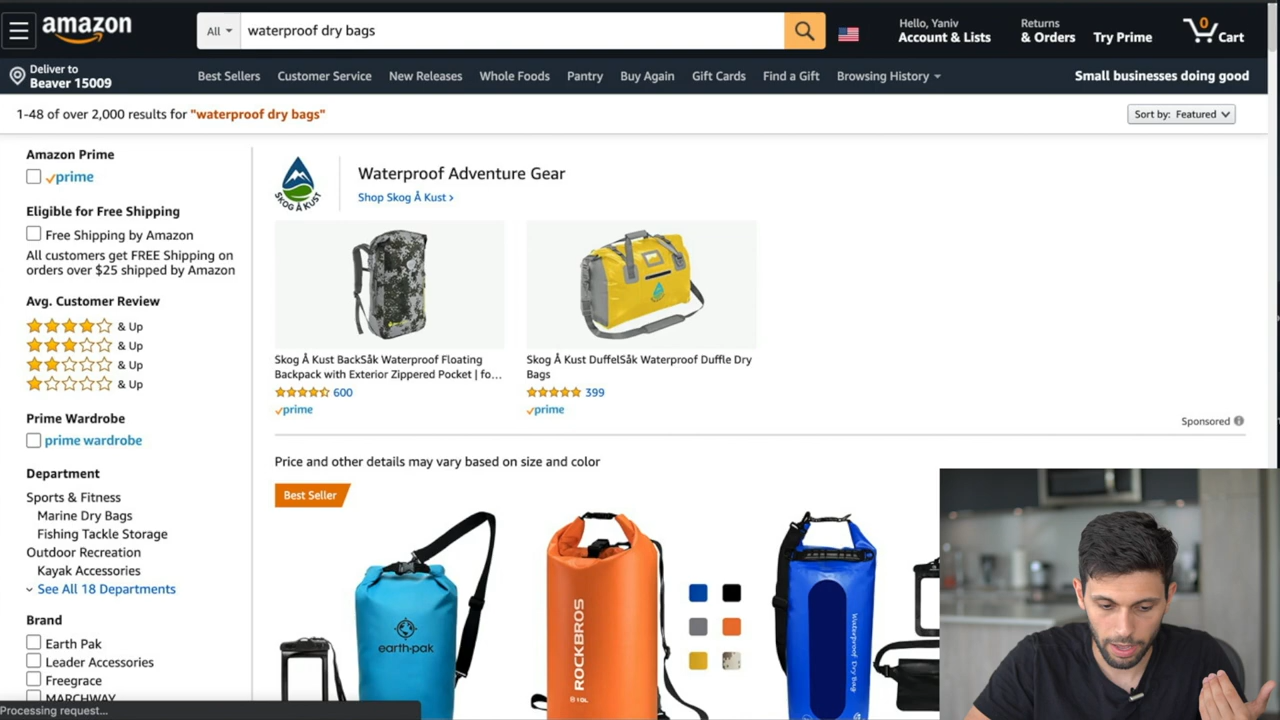 amazon
All
waterproof dry bags
Hello, Yaniv
Account & Lists
Returns
& Orders
Try Prime
0
Cart
Deliver to
Beaver 15009
Best Sellers
Customer Service
New Releases
Whole Foods
Pantry
Buy Again
Gift Cards
Find a Gift
Browsing History
Small businesses doing good
1-48 of over 2,000 results for "waterproof dry bags"
Sort by: Featured
Amazon Prime
prime
Eligible for Free Shipping
Free Shipping by Amazon
All customers get FREE Shipping on
orders over $25 shipped by Amazon
Avg. Customer Review
& Up
& Up
& Up
& Up
Prime Wardrobe
prime wardrobe
Department
Sports & Fitness
Marine Dry Bags
Fishing Tackle Storage
Outdoor Recreation
Kayak Accessories
See All 18 Departments
Brand
Earth Pak
Leader Accessories
Freegrace
MARCHWAY
Processing request...
SKOG Å KUST
Waterproof Adventure Gear
Shop Skog Å Kust ›
Skog Å Kust BackSåk Waterproof Floating
Backpack with Exterior Zippered Pocket | fo...
600
prime
Skog Å Kust DuffelSåk Waterproof Duffle Dry
Bags
399
prime
Sponsored
Price and other details may vary based on size and color
Best Seller
earth·pak
ROCKBROS
10L
Waterproof Dry Bag